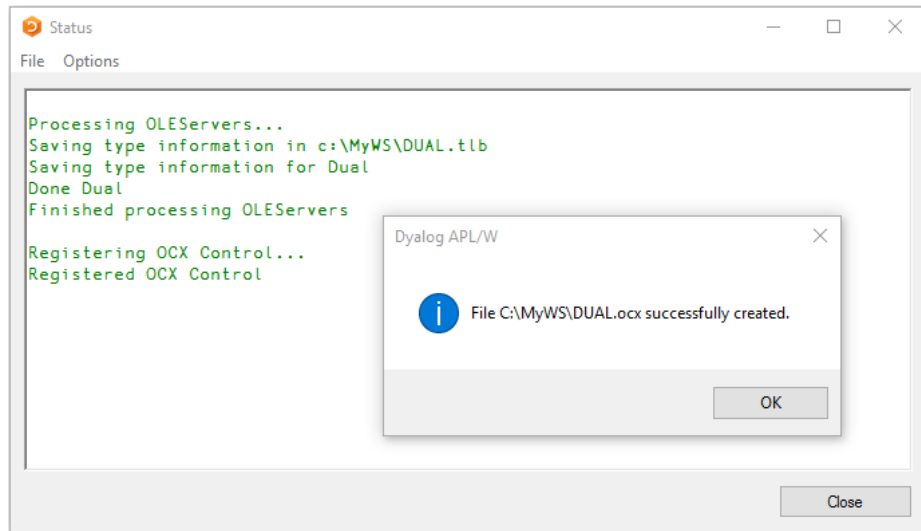 Status
File Options
Processing OLEServers...
Saving type information in c:\MyWS\DUAL.tlb
Saving type information for Dual
Done Dual
Finished processing OLEServers
Registering OCX Control...
Registered OCX Control
Dyalog APL/W
File C:\MyWS\DUAL.ocx successfully created.
OK
Close